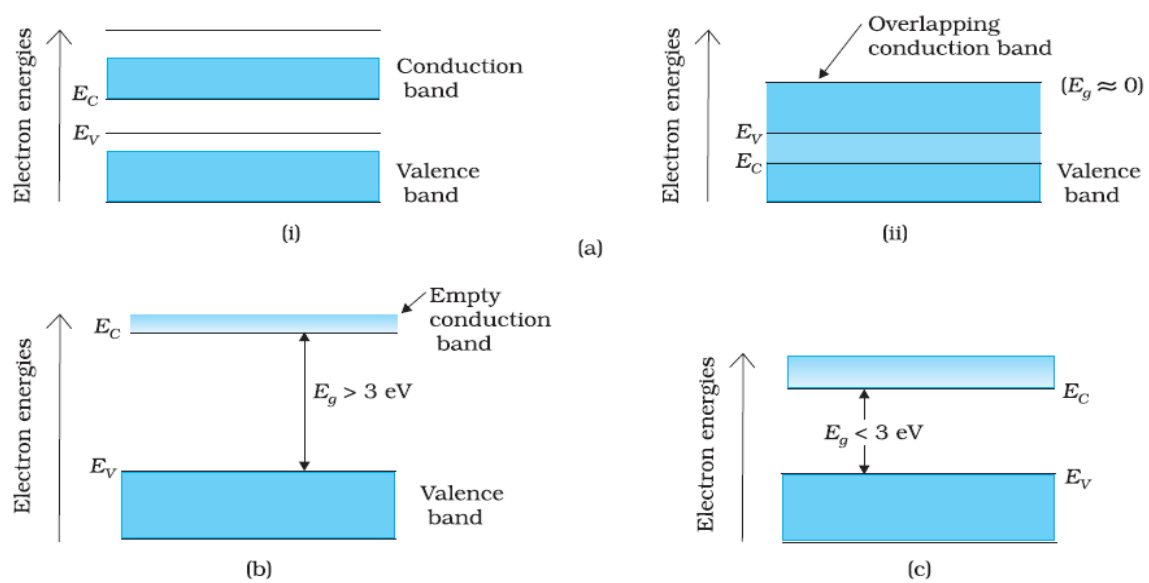 Electron energies
Conduction
band
E_C
E_V
Valence
band
(i)
Electron energies
Overlapping
conduction band
(E_g ≈ 0)
E_V
E_C
Valence
band
(ii)
(a)
Electron energies
Empty
conduction
band
E_C
E_g > 3 eV
E_V
Valence
band
(b)
Electron energies
E_C
E_g < 3 eV
E_V
(c)